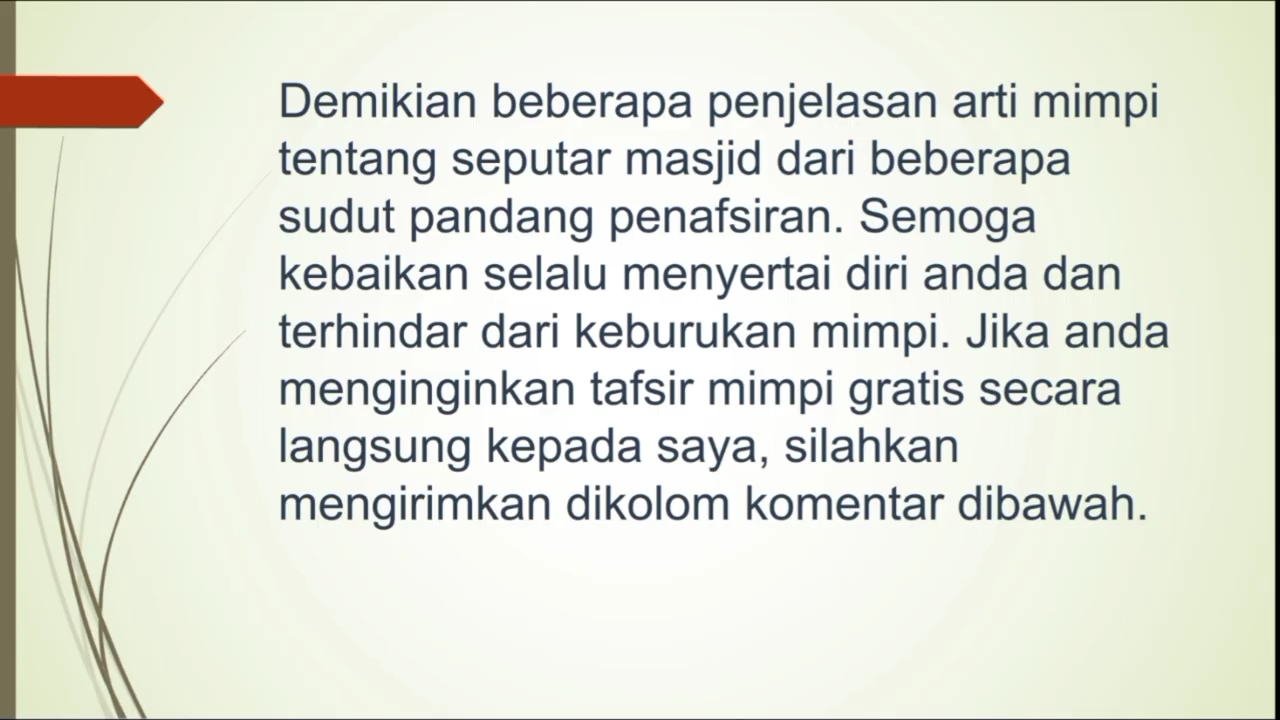 Demikian beberapa penjelasan arti mimpi
tentang seputar masjid dari beberapa
sudut pandang penafsiran. Semoga
kebaikan selalu menyertai diri anda dan
terhindar dari keburukan mimpi. Jika anda
menginginkan tafsir mimpi gratis secara
langsung kepada saya, silahkan
mengirimkan dikolom komentar dibawah.